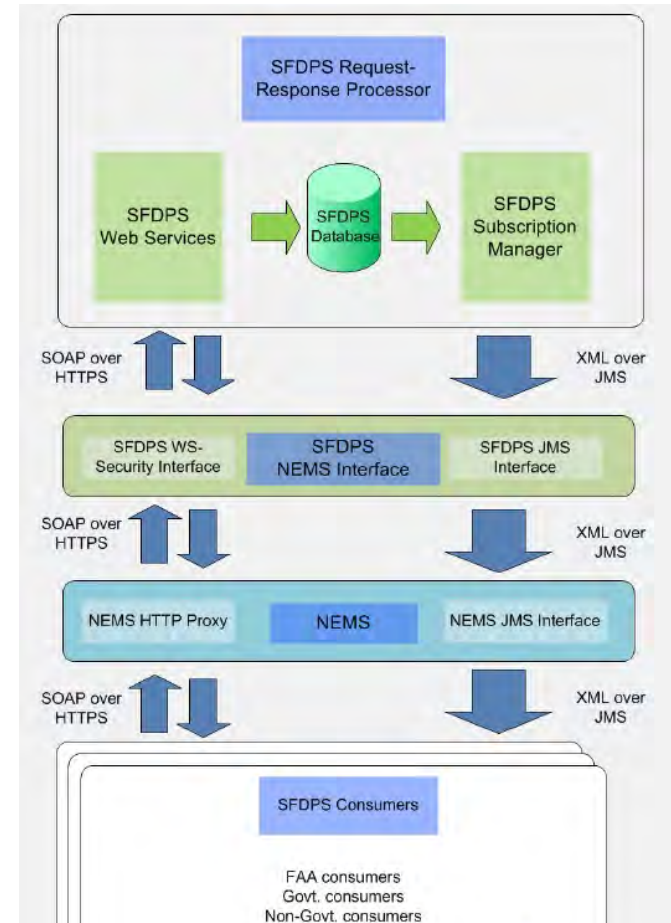 SFDPS Request-
Response Processor
SFDPS
Web Services
SFDPS
Database
SFDPS
Subscription
Manager
SOAP over
HTTPS
XML over
JMS
SFDPS WS-
Security Interface
SFDPS
NEMS Interface
SFDPS JMS
Interface
SOAP over
HTTPS
XML over
JMS
NEMS HTTP Proxy
NEMS
NEMS JMS Interface
SOAP over
HTTPS
XML over
JMS
SFDPS Consumers
FAA consumers
Govt. consumers
Non-Govt. consumers